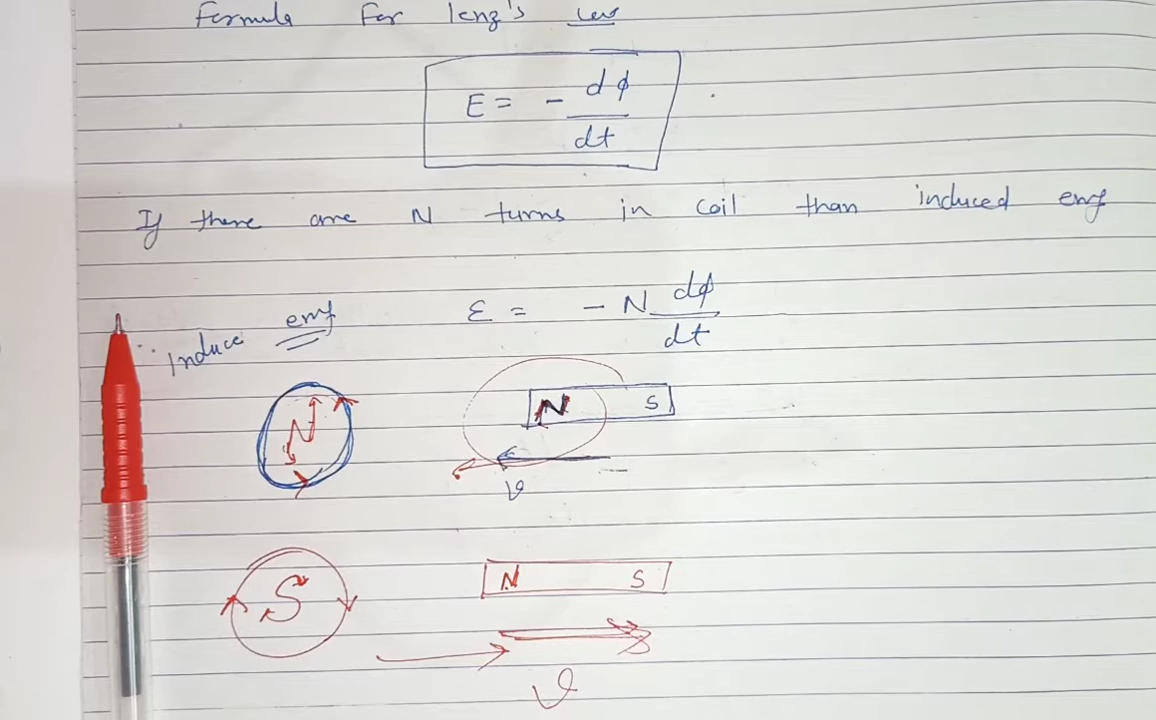 Formula For lenz's law
E = - dφ/dt
If there are N turns in coil than induced emf
ε = - N dφ/dt
induce emf
N N S
v
S N S
v